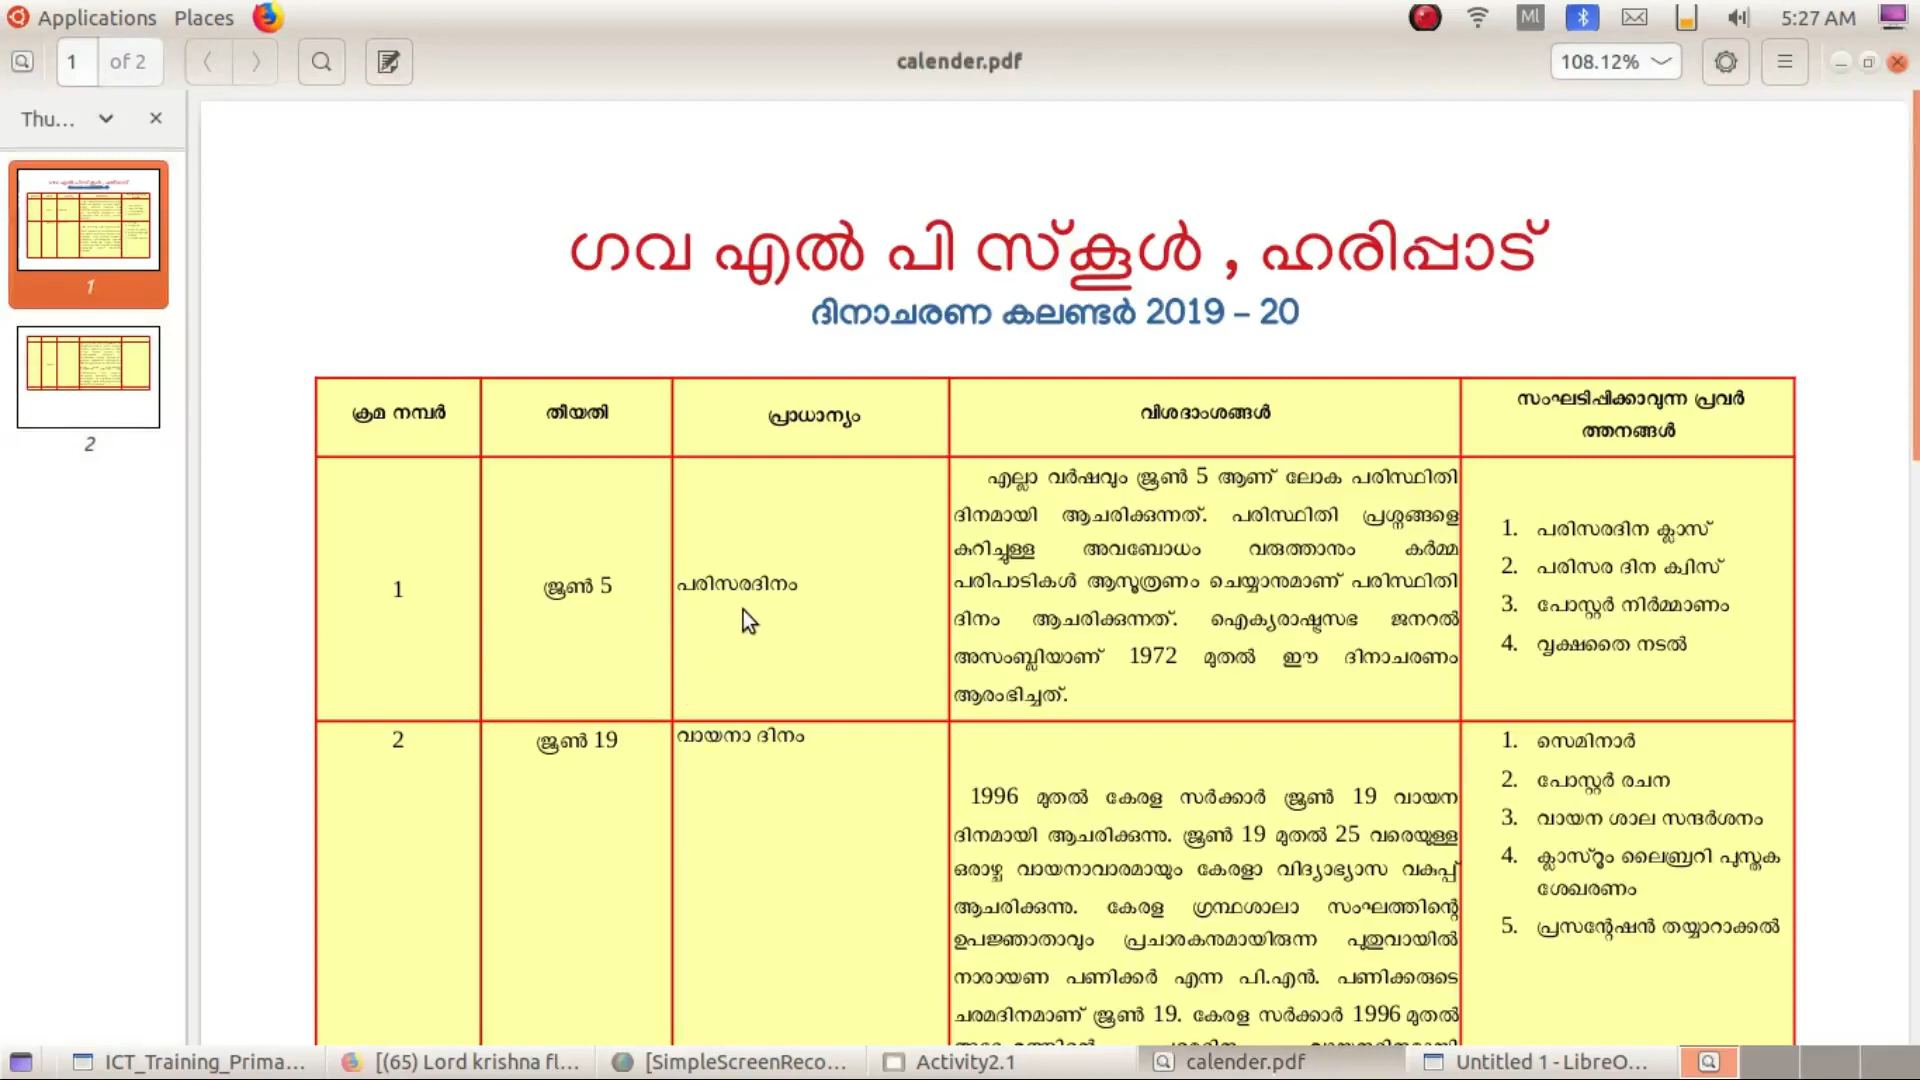 Applications Places Ml 5:27 AM
1 of 2 calender.pdf 108.12%
Thu...
1
2
ഗവ എൽ പി സ്കൂൾ , ഹരിപ്പാട്
ദിനാചരണ കലണ്ടർ 2019 – 20
ക്രമ നമ്പർ തീയതി പ്രാധാന്യം വിശദാംശങ്ങൾ സംഘടിപ്പിക്കാവുന്ന പ്രവർ
ത്തനങ്ങൾ
1
ജൂൺ 5
പരിസരദിനം
എല്ലാ വർഷവും ജൂൺ 5 ആണ് ലോക പരിസ്ഥിതി
ദിനമായി ആചരിക്കുന്നത്. പരിസ്ഥിതി പ്രശ്നങ്ങളെ
കുറിച്ചുള്ള അവബോധം വരുത്താനും കർമ്മ
പരിപാടികൾ ആസൂത്രണം ചെയ്യാനുമാണ് പരിസ്ഥിതി
ദിനം ആചരിക്കുന്നത്. ഐക്യരാഷ്ട്രസഭ ജനറൽ
അസംബ്ലിയാണ് 1972 മുതൽ ഈ ദിനാചരണം
ആരംഭിച്ചത്.
1. പരിസരദിന ക്ലാസ്
2. പരിസര ദിന ക്വിസ്
3. പോസ്റ്റർ നിർമ്മാണം
4. വൃക്ഷതൈ നടൽ
2
ജൂൺ 19
വായനാ ദിനം
1996 മുതൽ കേരള സർക്കാർ ജൂൺ 19 വായന
ദിനമായി ആചരിക്കുന്നു. ജൂൺ 19 മുതൽ 25 വരെയുള്ള
ഒരാഴ്ച വായനാവാരമായും കേരളാ വിദ്യാഭ്യാസ വകുപ്പ്
ആചരിക്കുന്നു. കേരള ഗ്രന്ഥശാലാ സംഘത്തിന്റെ
ഉപജ്ഞാതാവും പ്രചാരകനുമായിരുന്ന പുതുവായിൽ
നാരായണ പണിക്കർ എന്ന പി.എൻ. പണിക്കരുടെ
ചരമദിനമാണ് ജൂൺ 19. കേരള സർക്കാർ 1996 മുതൽ
1. സെമിനാർ
2. പോസ്റ്റർ രചന
3. വായന ശാല സന്ദർശനം
4. ക്ലാസ്റൂം ലൈബ്രറി പുസ്തക
ശേഖരണം
5. പ്രസന്റേഷൻ തയ്യാറാക്കൽ
ICT_Training_Prima... [(65) Lord krishna fl... [SimpleScreenReco... Activity2.1 calender.pdf Untitled 1 - LibreO...